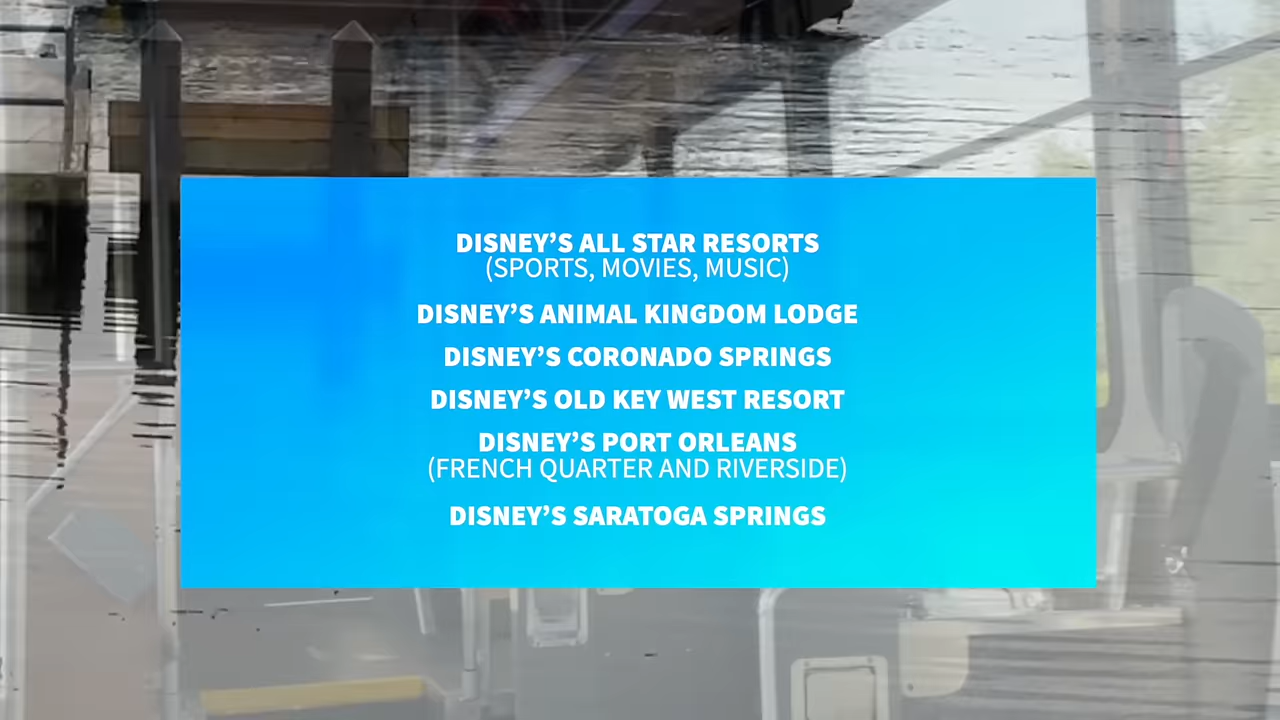 DISNEY’S ALL STAR RESORTS
(SPORTS, MOVIES, MUSIC)
DISNEY’S ANIMAL KINGDOM LODGE
DISNEY’S CORONADO SPRINGS
DISNEY’S OLD KEY WEST RESORT
DISNEY’S PORT ORLEANS
(FRENCH QUARTER AND RIVERSIDE)
DISNEY’S SARATOGA SPRINGS